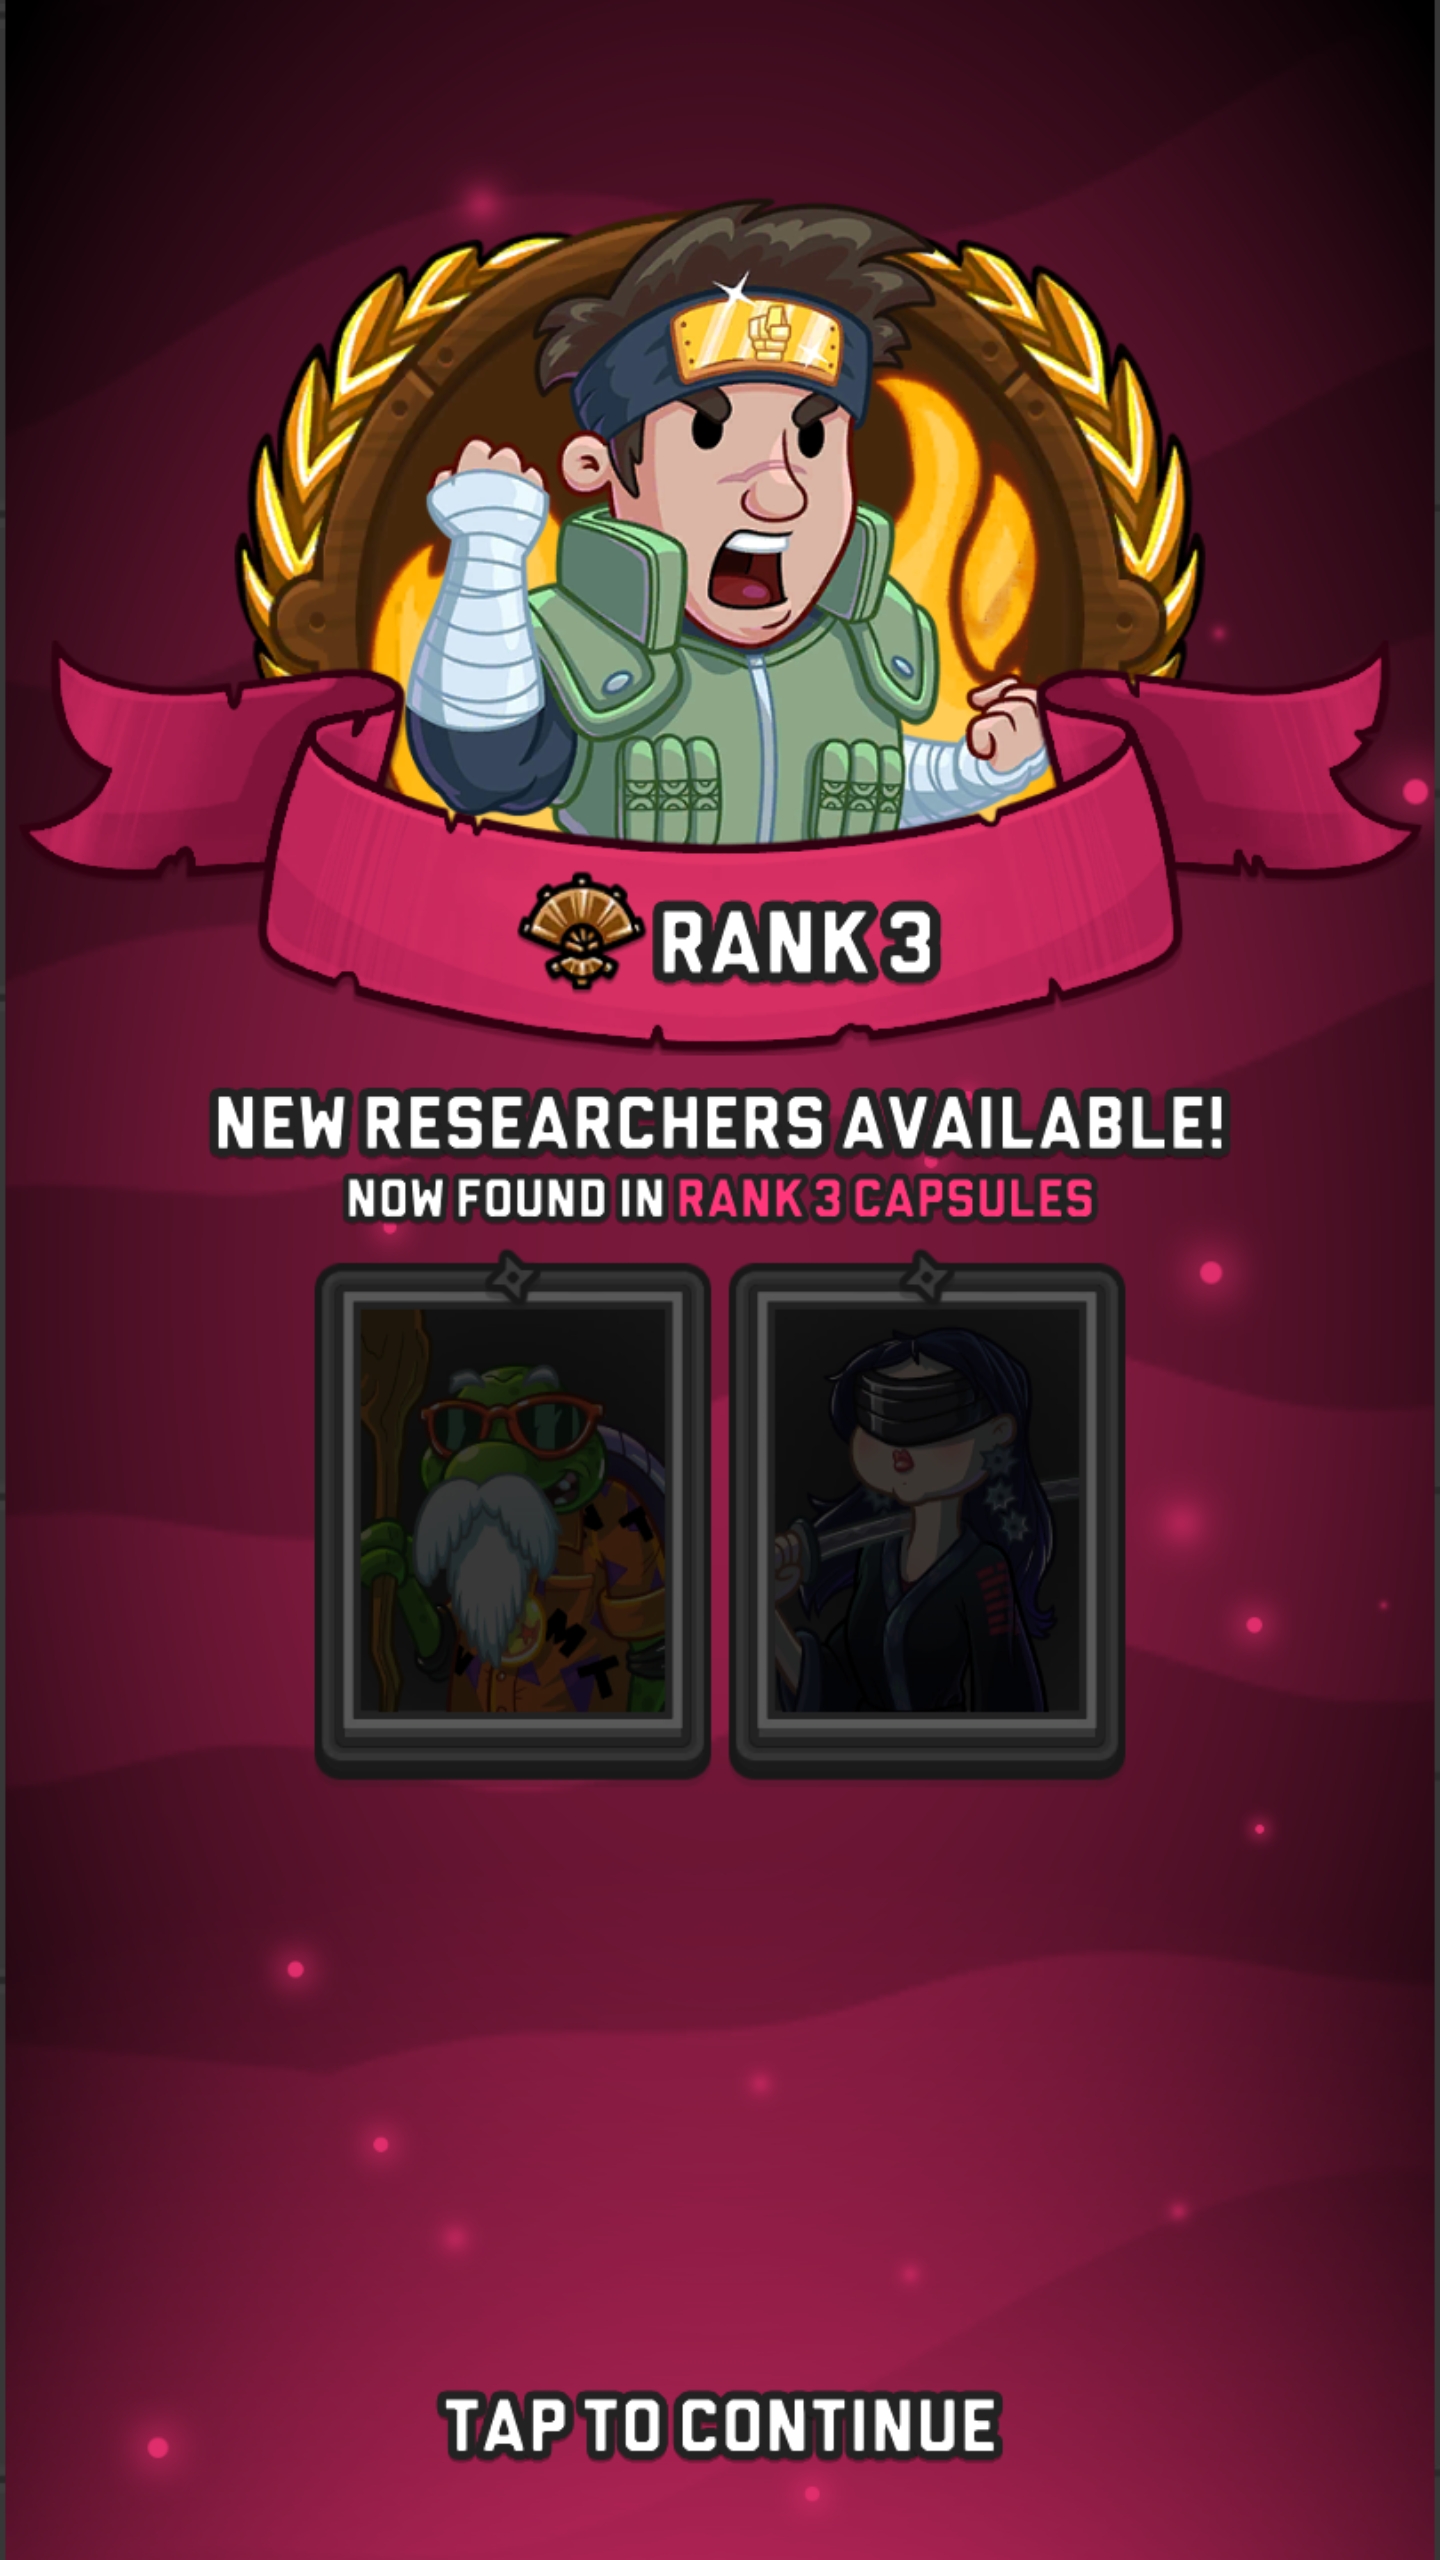 RANK 3
NEW RESEARCHERS AVAILABLE!
NOW FOUND IN RANK 3 CAPSULES
M
T
TAP TO CONTINUE